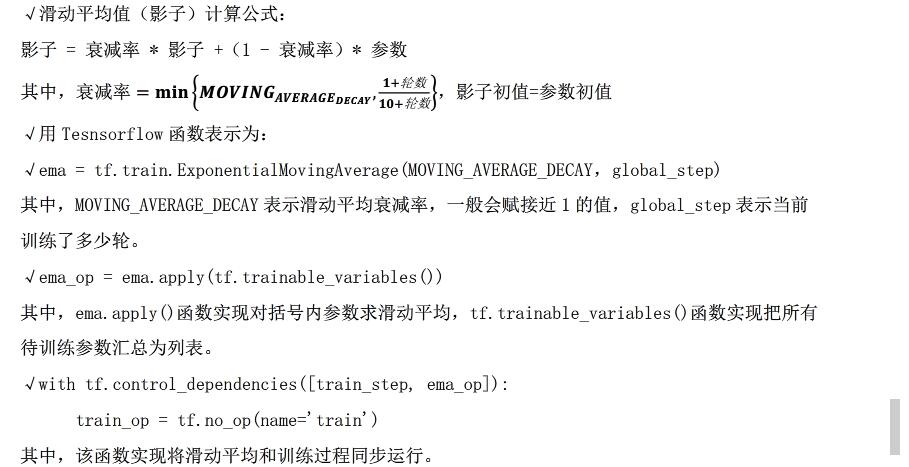 √滑动平均值（影子）计算公式：
影子 = 衰减率 * 影子 +（1 - 衰减率）* 参数
其中，衰减率 = min{MOVING_AVERAGE_DECAY, 1+轮数/10+轮数}，影子初值=参数初值
√用 Tesnsorflow 函数表示为：
√ema = tf.train.ExponentialMovingAverage(MOVING_AVERAGE_DECAY，global_step)
其中，MOVING_AVERAGE_DECAY 表示滑动平均衰减率，一般会赋接近 1 的值，global_step 表示当前
训练了多少轮。
√ema_op = ema.apply(tf.trainable_variables())
其中，ema.apply()函数实现对括号内参数求滑动平均，tf.trainable_variables()函数实现把所有
待训练参数汇总为列表。
√with tf.control_dependencies([train_step, ema_op]):
train_op = tf.no_op(name='train')
其中，该函数实现将滑动平均和训练过程同步运行。